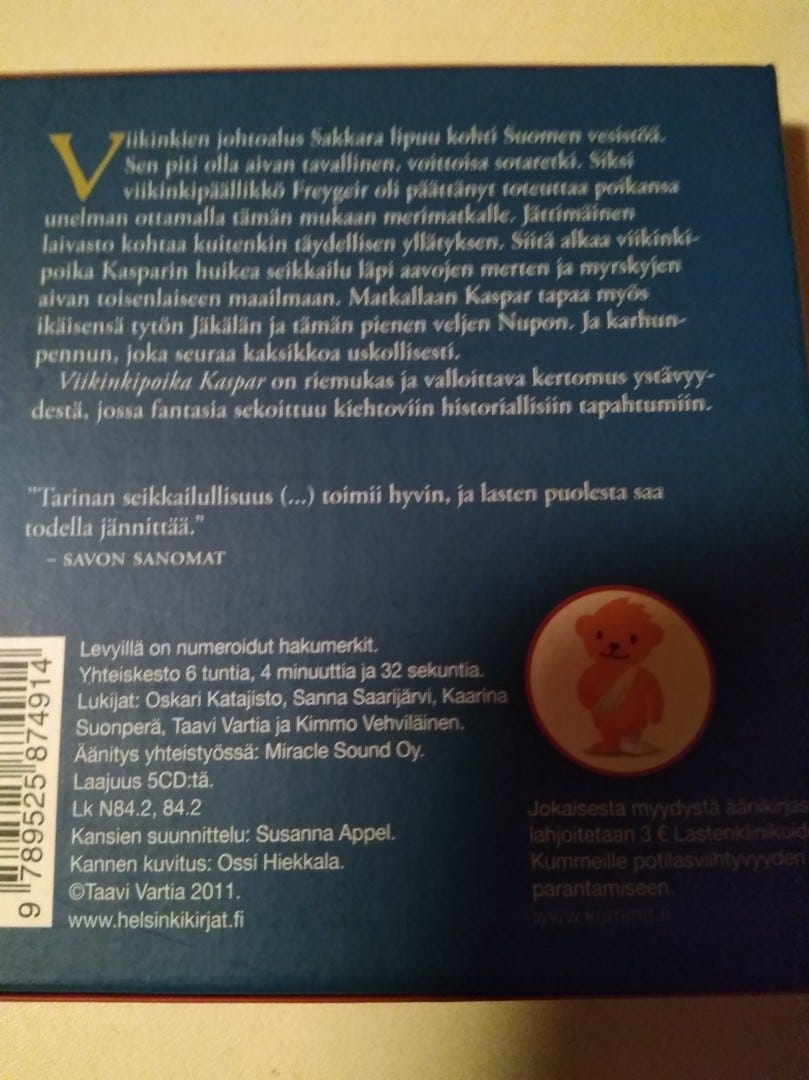 Viikinkien johtoalus Sakkara lipuu kohti Suomen vesistöä.
Sen piti olla aivan tavallinen, voittoisa sotaretki. Siksi
viikinkipäällikkö Freygeir oli päättänyt toteuttaa poikansa
unelman ottamalla tämän mukaan merimatkalle. Jättimäinen
laivasto kohtaa kuitenkin täydellisen yllätyksen. Siitä alkaa viikinki-
poika Kasparin huikea seikkailu läpi aavojen merten ja myrskyjen
aivan toisenlaiseen maailmaan. Matkallaan Kaspar tapaa myös
ikäisensä tytön Jäkälän ja tämän pienen veljen Nupon. Ja karhun-
pennun, joka seuraa kaksikkoa uskollisesti.
Viikinkipoika Kaspar on riemukas ja valloittava kertomus ystävyy-
destä, jossa fantasia sekoittuu kiehtoviin historiallisiin tapahtumiin.
"Tarinan seikkailullisuus (...) toimii hyvin, ja lasten puolesta saa
todella jännittää."
– SAVON SANOMAT
Levyillä on numeroidut hakumerkit.
Yhteiskesto 6 tuntia, 4 minuuttia ja 32 sekuntia.
Lukijat: Oskari Katajisto, Sanna Saarijärvi, Kaarina
Suonperä, Taavi Vartia ja Kimmo Vehviläinen.
Äänitys yhteistyössä: Miracle Sound Oy.
Laajuus 5CD:tä.
Lk N84.2, 84.2
Kansien suunnittelu: Susanna Appel.
Kannen kuvitus: Ossi Hiekkala.
©Taavi Vartia 2011.
www.helsinkikirjat.fi
9 789525 874914
Jokaisesta myydystä äänikirjas
lahjoitetaan 3 € Lastenklinikoid
Kummeille potilasviihtyvyyden
parantamiseen.
www.kummit.fi